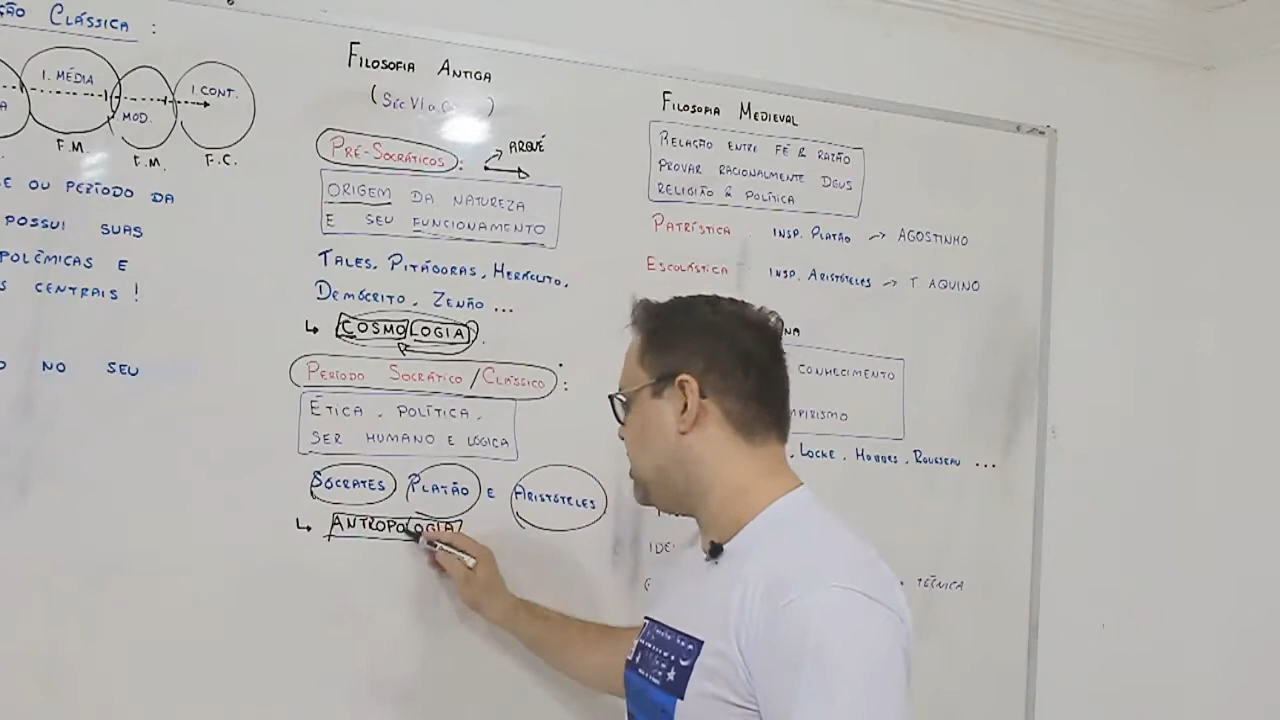 ÇÃO CLÁSSICA :
I. MÉDIA
MOD.
I CONT.
A
F.M.
F.M.
F.C.
E OU PERÍODO DA
POSSUI SUAS
POLÊMICAS E
S CENTRAIS !
O NO SEU
FILOSOFIA ANTIGA
(SÉC VI a.C )
PRÉ-SOCRÁTICOS :
ARQUÉ
ORIGEM DA NATUREZA
E SEU FUNCIONAMENTO
TALES, PITÁGORAS, HERÁCLITO,
DEMÓCRITO, ZENÃO ...
↳ COSMOLOGIA
PERÍODO SOCRÁTICO / CLÁSSICO :
ÉTICA, POLÍTICA,
SER HUMANO E LÓGICA
SÓCRATES PLATÃO E ARISTÓTELES
↳ ANTROPOLOGIA
FILOSOFIA MEDIEVAL
RELAÇÃO ENTRE FÉ & RAZÃO
PROVAR RACIONALMENTE DEUS
RELIGIÃO & POLÍTICA
PATRÍSTICA INSP. PLATÃO → AGOSTINHO
ESCOLÁSTICA INSP. ARISTÓTELES → T. AQUINO
NA
CONHECIMENTO
MPIRISMO
, LOCKE, HOBBES, ROUSSEAU ...
IDE
TÉCNICA